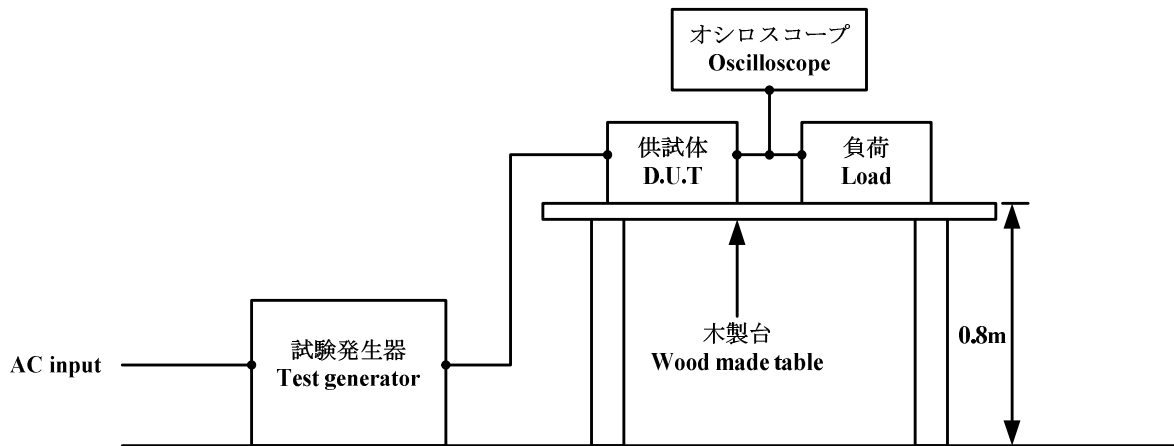 オシロスコープ
Oscilloscope
供試体
D.U.T
負荷
Load
試験発生器
Test generator
AC input
木製台
Wood made table
0.8m